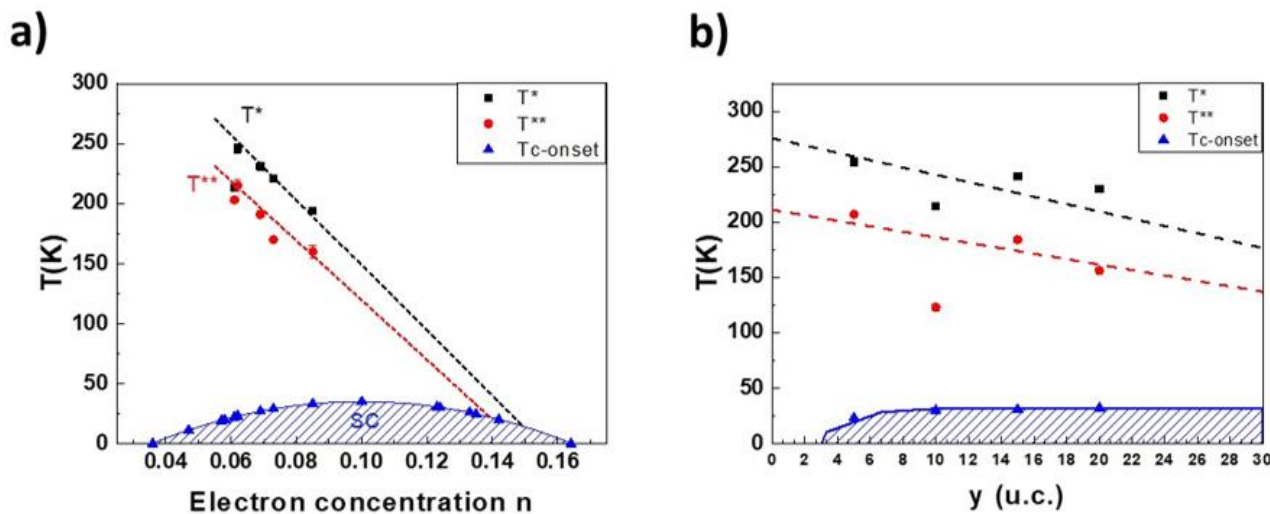 a)
T(K)
300
250
200
150
100
50
0
T*
T**
SC
T*
T**
Tc-onset
0.04 0.06 0.08 0.10 0.12 0.14 0.16
Electron concentration n
b)
T(K)
300
250
200
150
100
50
0
T*
T**
Tc-onset
0 2 4 6 8 10 12 14 16 18 20 22 24 26 28 30
y (u.c.)